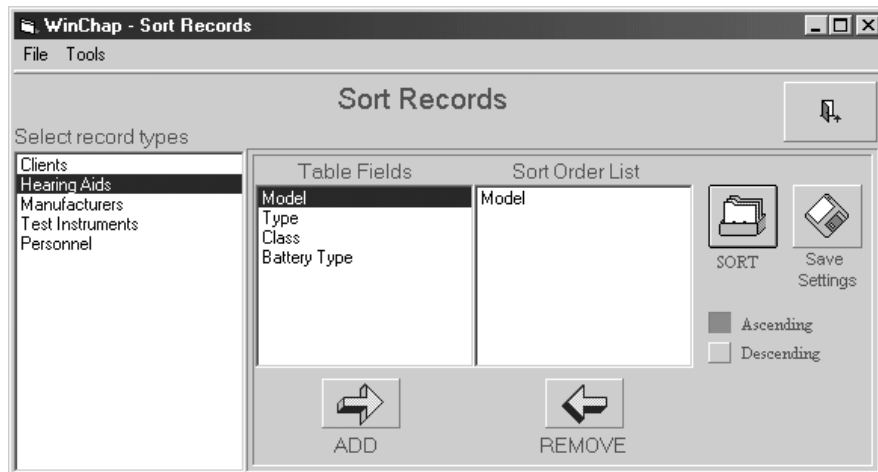 WinChap - Sort Records
File Tools
Sort Records
Select record types
Clients
Hearing Aids
Manufacturers
Test Instruments
Personnel
Table Fields
Model
Type
Class
Battery Type
Sort Order List
Model
SORT
Save
Settings
Ascending
Descending
ADD
REMOVE